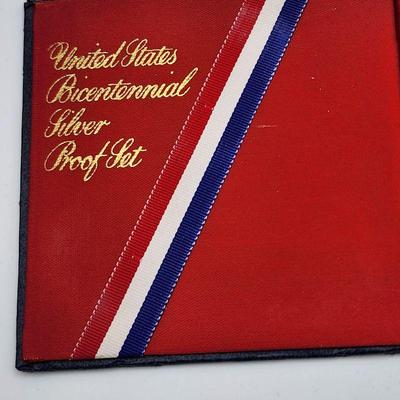 United States
Bicentennial
Silver
Proof Set